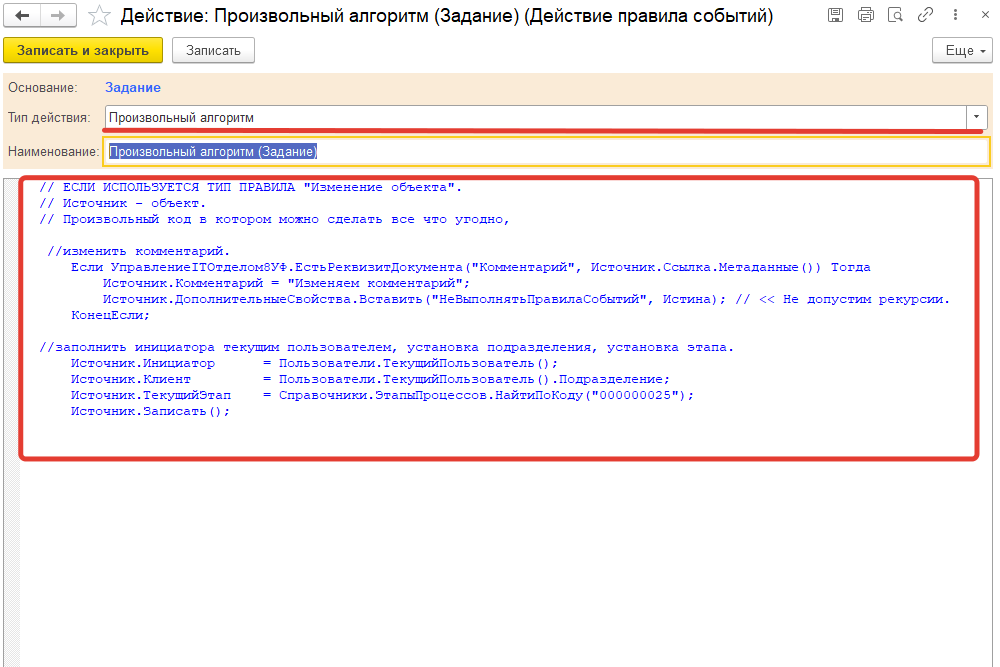 Действие: Произвольный алгоритм (Задание) (Действие правила событий)
Записать и закрыть
Записать
Еще
Основание: Задание
Тип действия: Произвольный алгоритм
Наименование: Произвольный алгоритм (Задание)
// ЕСЛИ ИСПОЛЬЗУЕТСЯ ТИП ПРАВИЛА "Изменение объекта".
// Источник - объект.
// Произвольный код в котором можно сделать все что угодно,
//изменить комментарий.
Если УправлениеITОтделом8УФ.ЕстьРеквизитДокумента("Комментарий", Источник.Ссылка.Метаданные()) Тогда
Источник.Комментарий = "Изменяем комментарий";
Источник.ДополнительныеСвойства.Вставить("НеВыполнятьПравилаСобытий", Истина); // << Не допустим рекурсии.
КонецЕсли;
//заполнить инициатора текущим пользователем, установка подразделения, установка этапа.
Источник.Инициатор = Пользователи.ТекущийПользователь();
Источник.Клиент = Пользователи.ТекущийПользователь().Подразделение;
Источник.ТекущийЭтап = Справочники.ЭтапыПроцессов.НайтиПоКоду("000000025");
Источник.Записать();